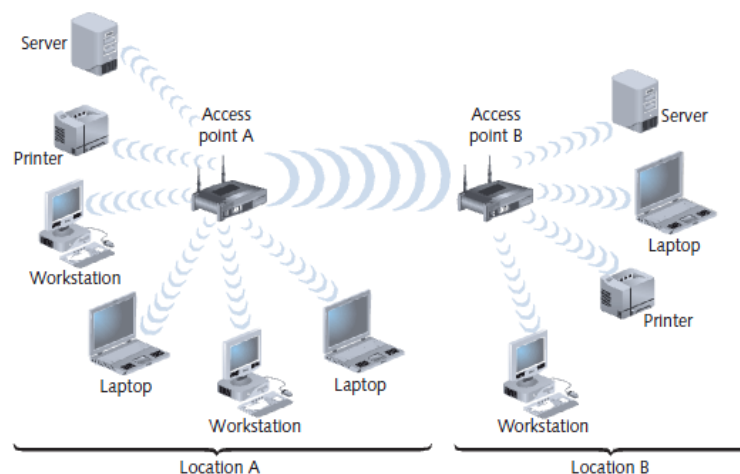 Server
Access
point A
Access
point B
Server
Printer
Workstation
Laptop
Printer
Laptop
Laptop
Workstation
Workstation
Location A
Location B